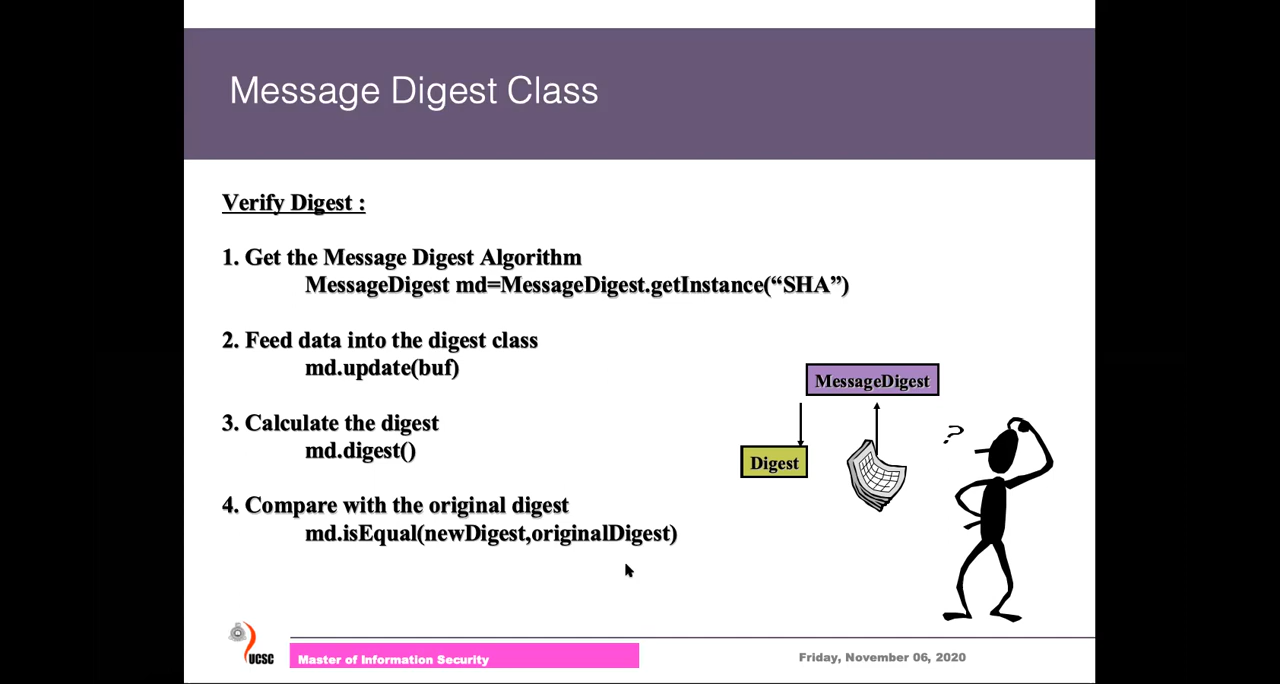 Message Digest Class
Verify Digest :
1. Get the Message Digest Algorithm
MessageDigest md=MessageDigest.getInstance(“SHA”)
2. Feed data into the digest class
md.update(buf)
3. Calculate the digest
md.digest()
4. Compare with the original digest
md.isEqual(newDigest,originalDigest)
MessageDigest
Digest
?
UCSC
Master of Information Security
Friday, November 06, 2020